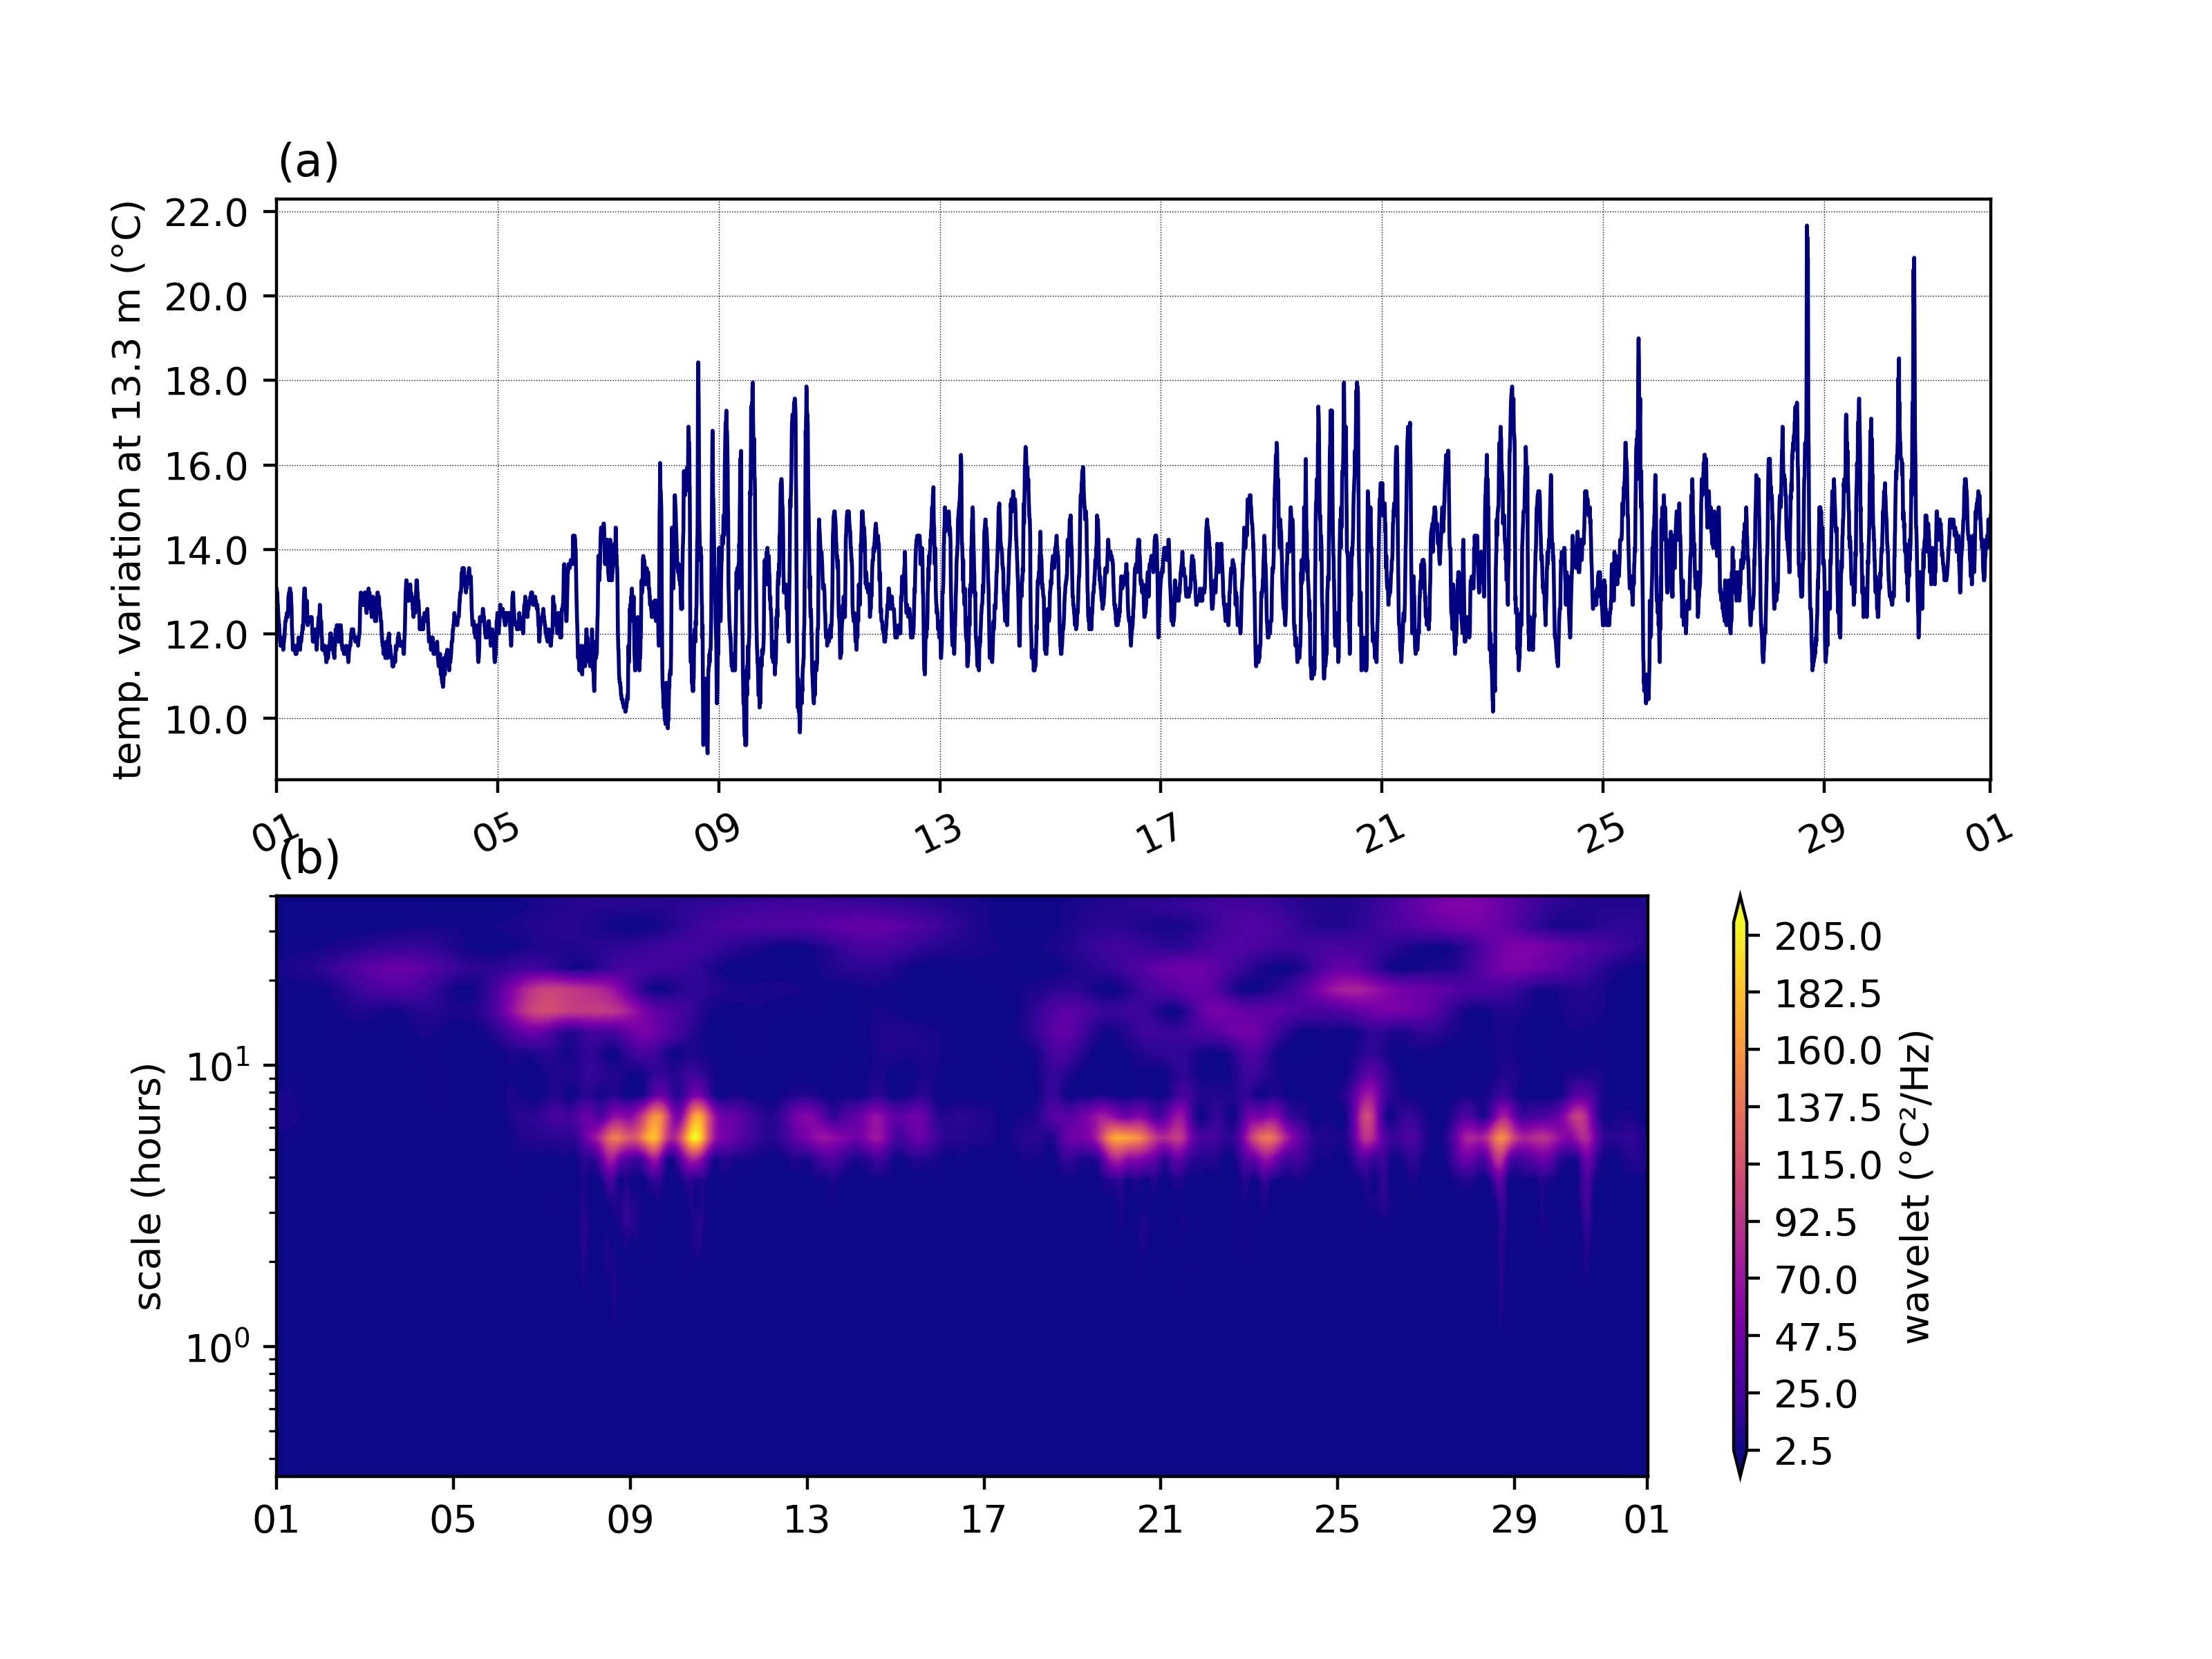 (a)
temp. variation at 13.3 m (°C)
22.0
20.0
18.0
16.0
14.0
12.0
10.0
01 05 09 13 17 21 25 29 01
(b)
scale (hours)
10¹
10⁰
01 05 09 13 17 21 25 29 01
205.0
182.5
160.0
137.5
115.0
92.5
70.0
47.5
25.0
2.5
wavelet (°C²/Hz)